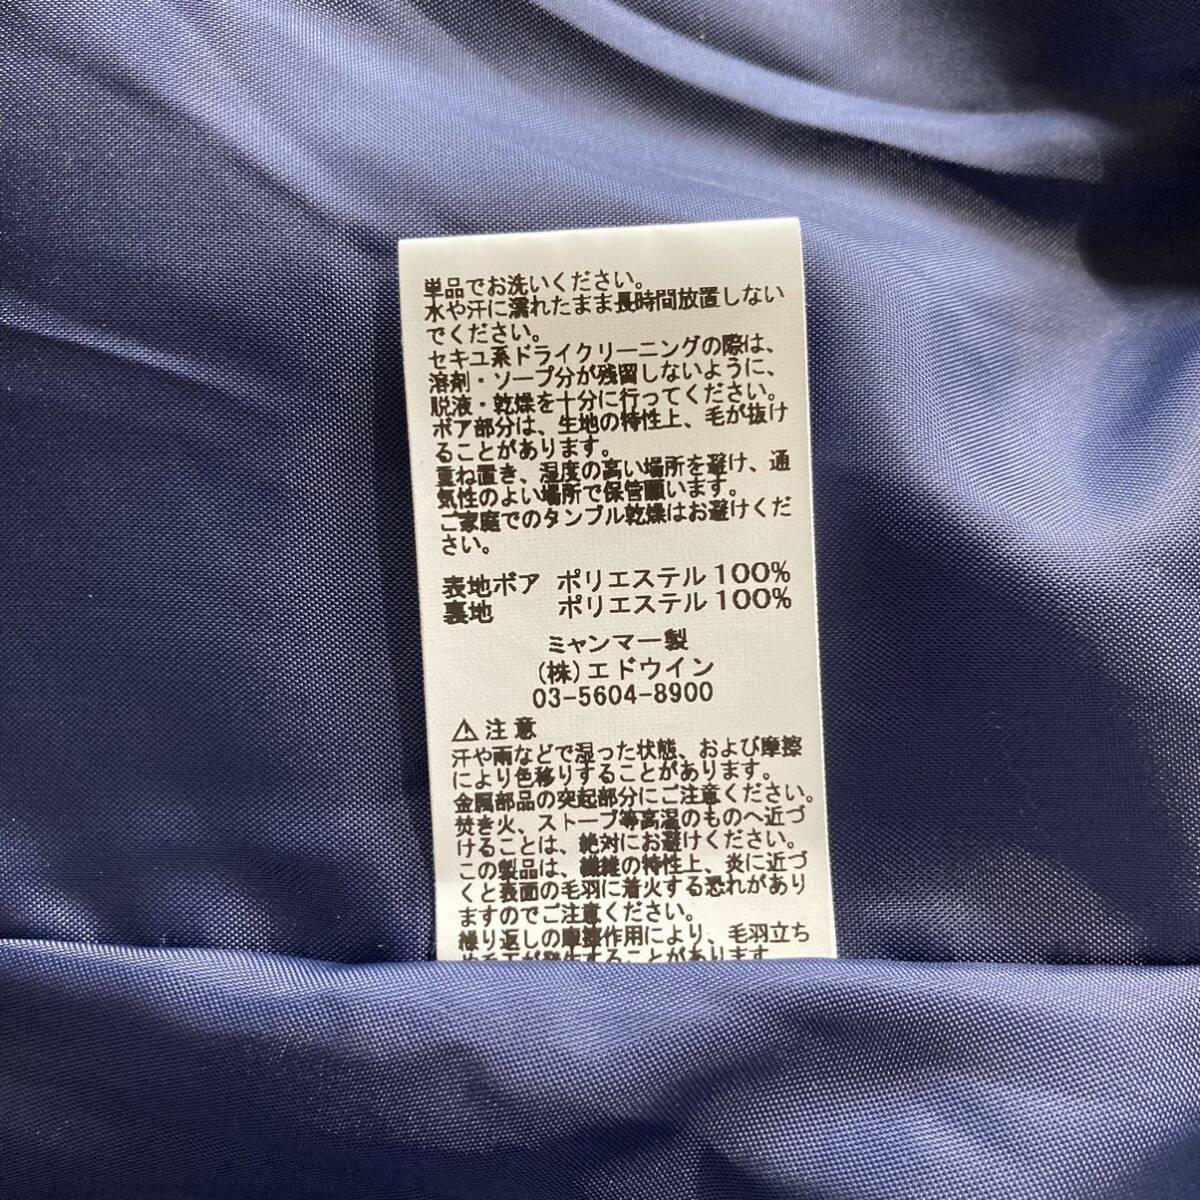 単品でお洗いください。
水や汗に濡れたまま長時間放置しない
でください。
セキユ系ドライクリーニングの際は、
溶剤・ソープ分が残留しないように、
脱液・乾燥を十分に行ってください。
ボア部分は、生地の特性上、毛が抜け
ることがあります。
重ね置き、湿度の高い場所を避け、通
気性のよい場所で保管願います。
ご家庭でのタンブル乾燥はお避けくだ
さい。
表地ボア ポリエステル100%
裏地 ポリエステル100%
ミャンマー製
(株)エドウイン
03-5604-8900
⚠注意
汗や雨などで湿った状態、および摩擦
により色移りすることがあります。
金属部品の突起部分にご注意ください。
焚き火、ストーブ等高温のものへ近づ
けることは、絶対にお避けください。
この製品は、繊維の特性上、炎に近づ
くと表面の毛羽に着火する恐れがあり
ますのでご注意ください。
繰り返しの摩擦作用により、毛羽立ち
や毛玉が発生することがあります。